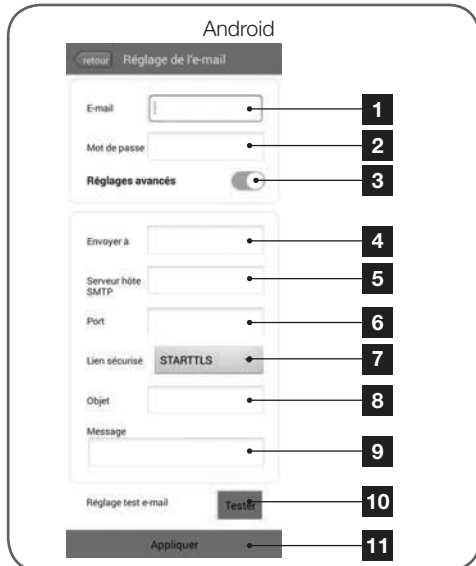 Android
retour Réglage de l'e-mail
E-mail 1
Mot de passe 2
Réglages avancés 3
Envoyer à 4
Serveur hôte SMTP 5
Port 6
Lien sécurisé STARTTLS 7
Objet 8
Message
9
Réglage test e-mail Tester 10
Appliquer 11